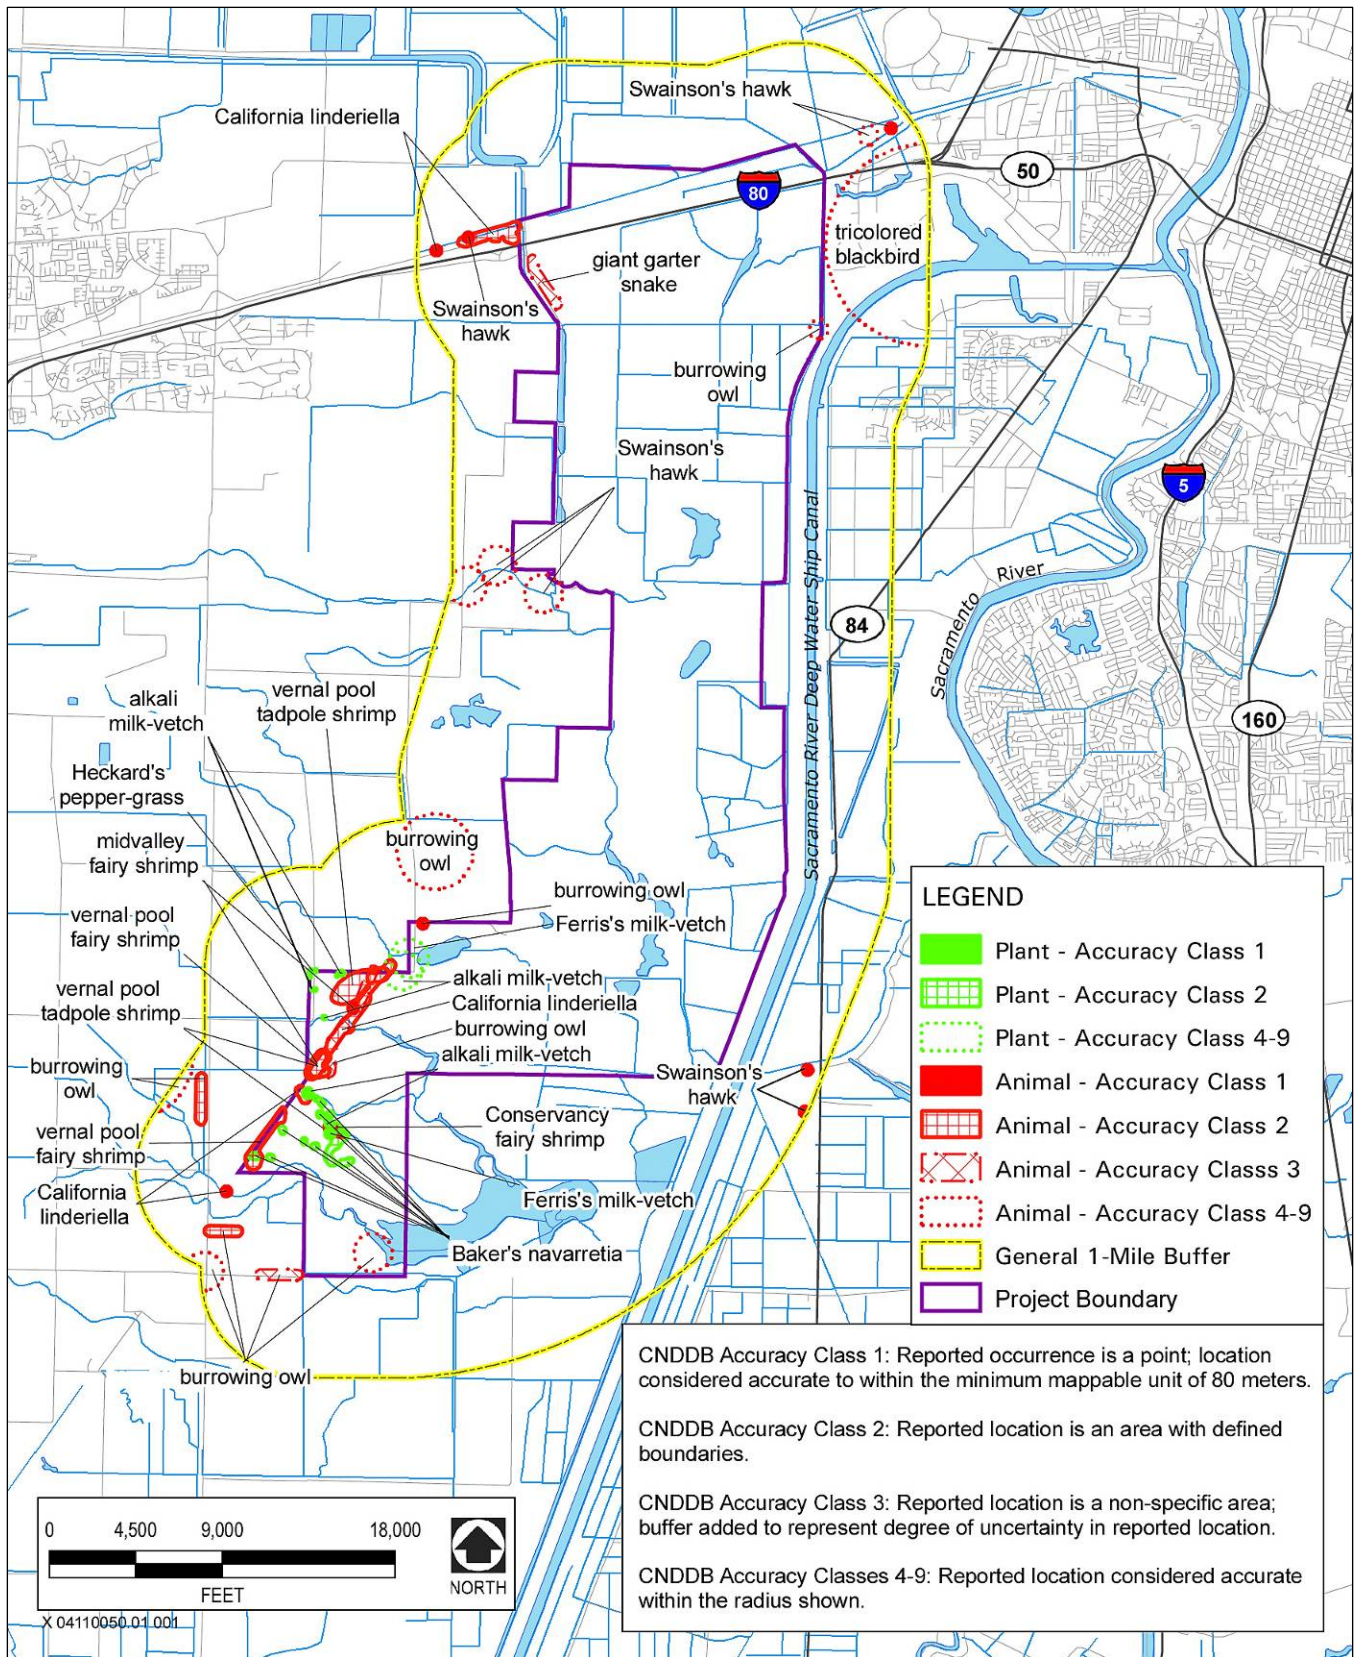 Swainson's hawk
California linderiella
50
80
tricolored
blackbird
giant garter
snake
Swainson's
hawk
burrowing
owl
Swainson's
hawk
5
Sacramento River Deep Water Ship Canal
River
Sacramento
84
160
alkali
milk-vetch
vernal pool
tadpole shrimp
Heckard's
pepper-grass
midvalley
fairy shrimp
burrowing
owl
burrowing owl
Ferris's milk-vetch
vernal pool
fairy shrimp
alkali milk-vetch
California linderiella
vernal pool
tadpole shrimp
burrowing owl
alkali milk-vetch
burrowing
owl
Swainson's
hawk
Conservancy
fairy shrimp
vernal pool
fairy shrimp
California
linderiella
Ferris's milk-vetch
Baker's navarretia
burrowing owl
LEGEND
Plant - Accuracy Class 1
Plant - Accuracy Class 2
Plant - Accuracy Class 4-9
Animal - Accuracy Class 1
Animal - Accuracy Class 2
Animal - Accuracy Classs 3
Animal - Accuracy Class 4-9
General 1-Mile Buffer
Project Boundary
CNDDB Accuracy Class 1: Reported occurrence is a point; location
considered accurate to within the minimum mappable unit of 80 meters.
CNDDB Accuracy Class 2: Reported location is an area with defined
boundaries.
CNDDB Accuracy Class 3: Reported location is a non-specific area;
buffer added to represent degree of uncertainty in reported location.
CNDDB Accuracy Classes 4-9: Reported location considered accurate
within the radius shown.
0 4,500 9,000 18,000
FEET
NORTH
X 04110050.01 001